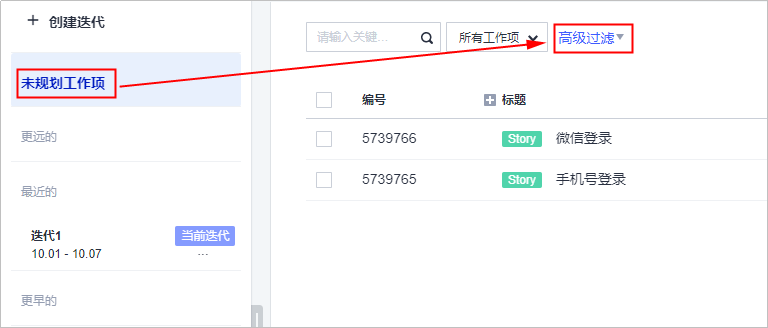 + 创建迭代
未规划工作项
更远的
最近的
迭代1 当前迭代
10.01 - 10.07 ...
更早的
请输入关键... 所有工作项 高级过滤
编号 标题
5739766 Story 微信登录
5739765 Story 手机号登录